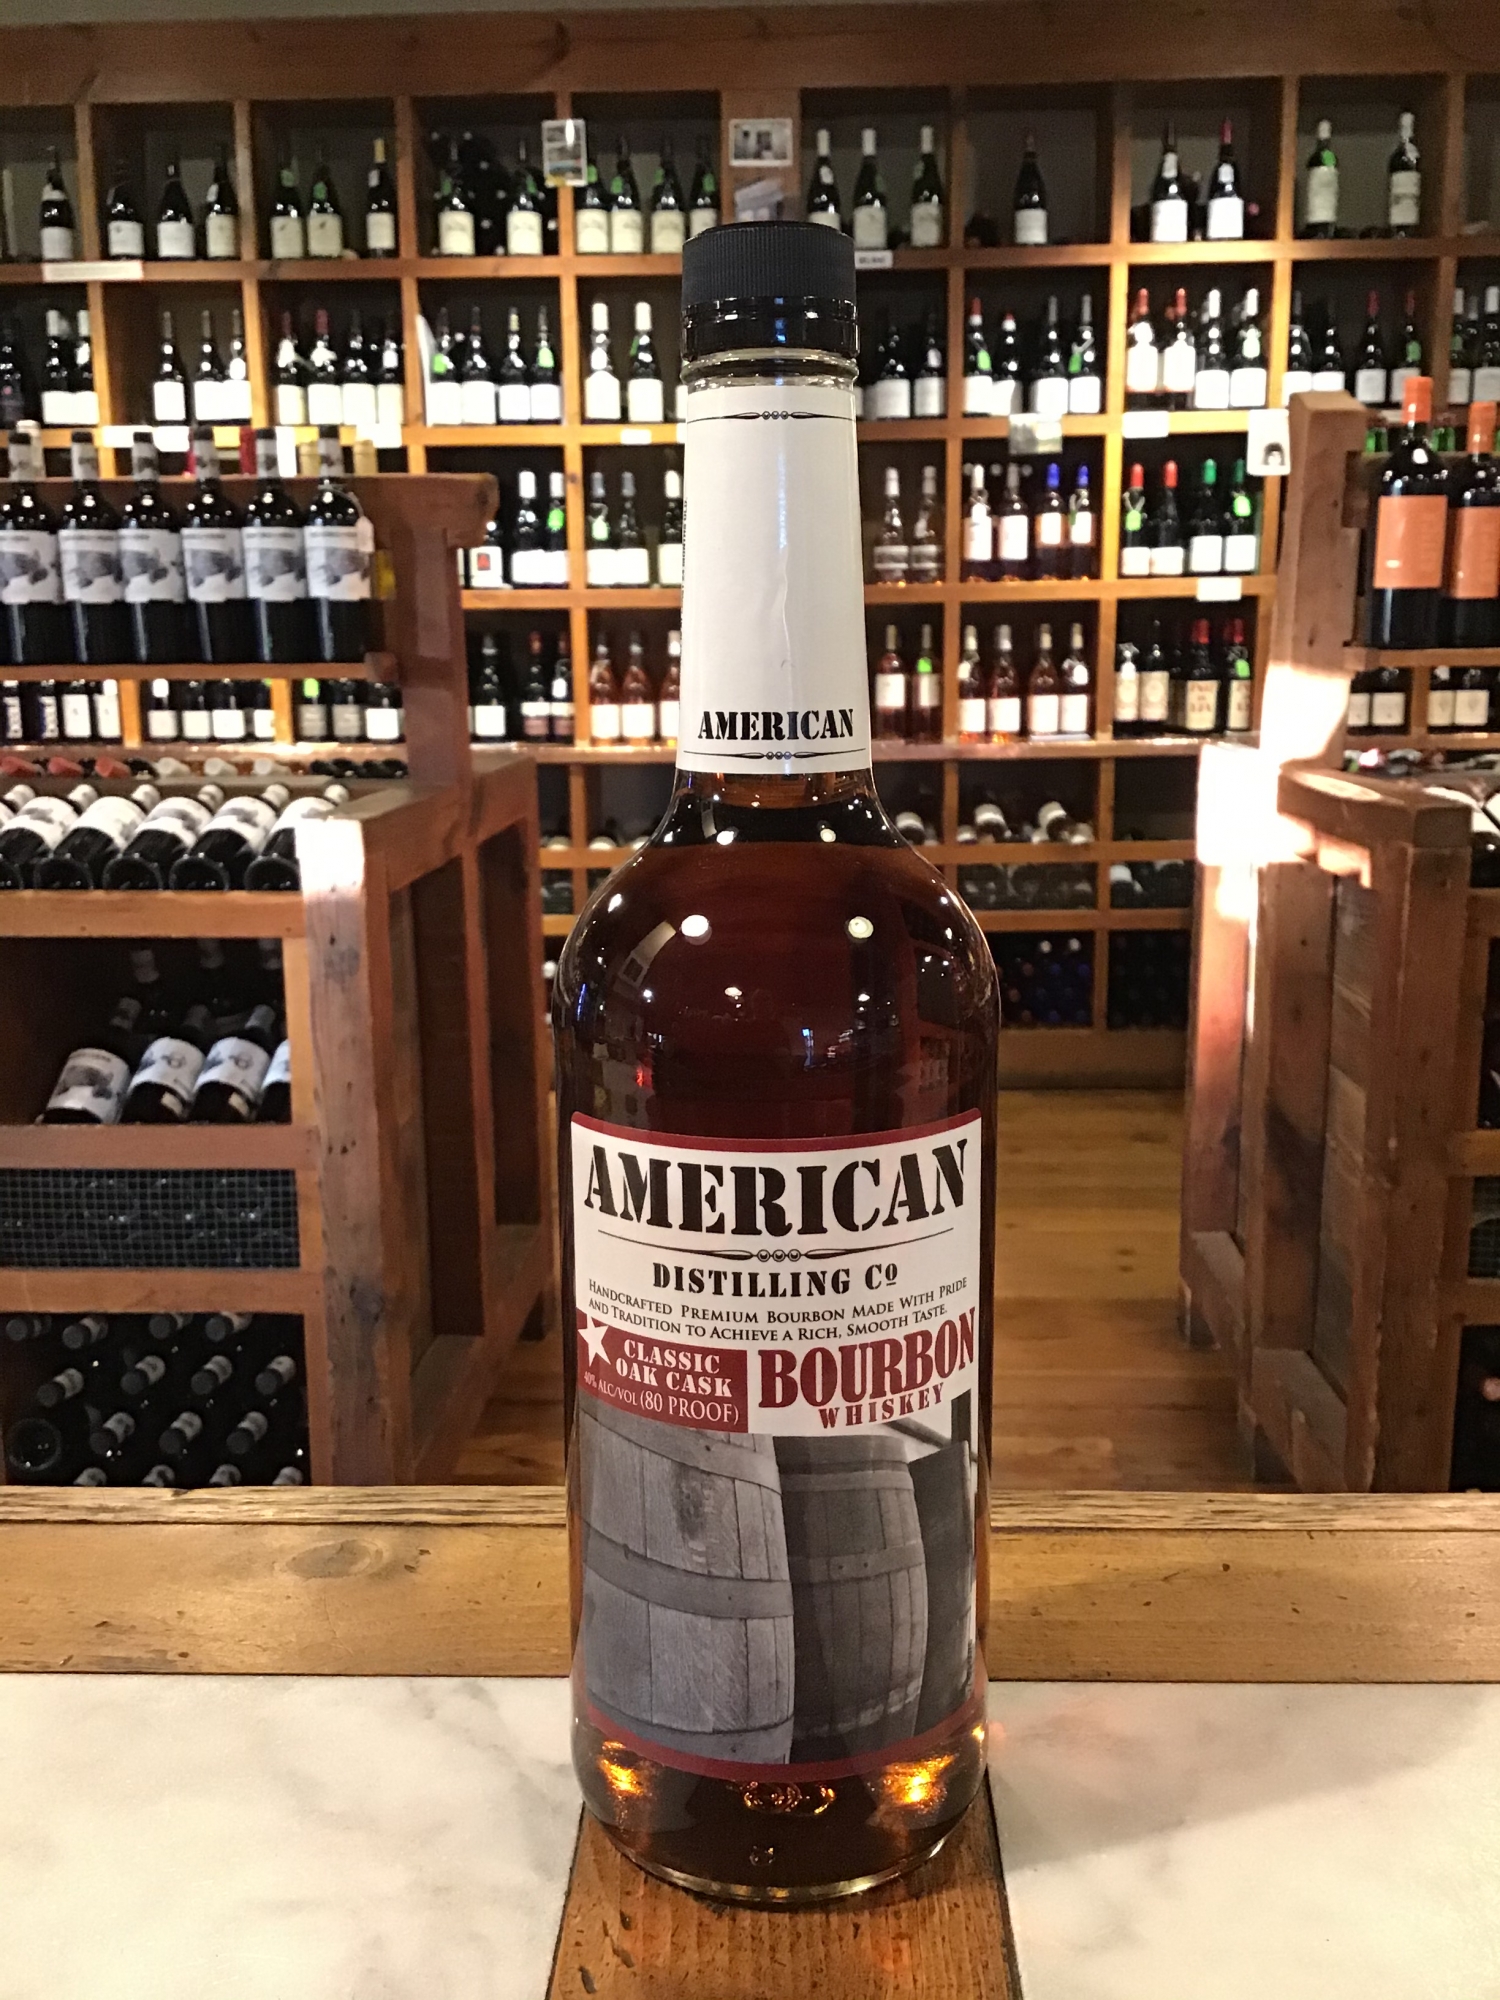 AMERICAN
AMERICAN
DISTILLING Cº
HANDCRAFTED PREMIUM BOURBON MADE WITH PRIDE
AND TRADITION TO ACHIEVE A RICH, SMOOTH TASTE.
CLASSIC
OAK CASK
40% ALC/VOL (80 PROOF)
BOURBON
WHISKEY